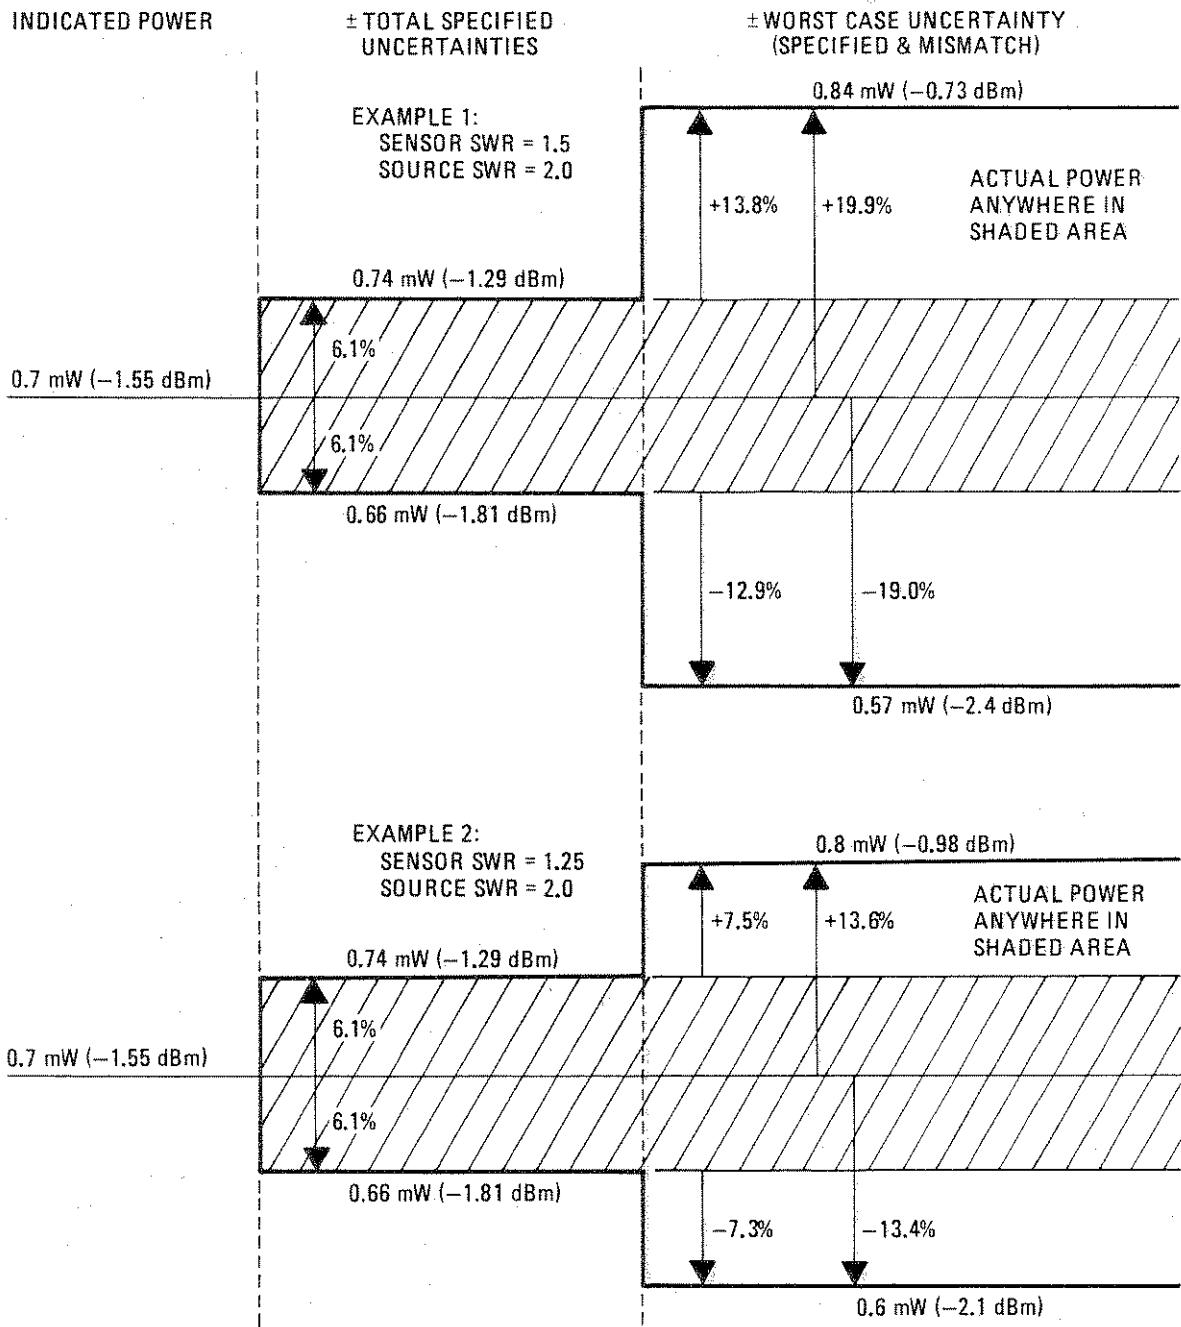 INDICATED POWER
± TOTAL SPECIFIED
UNCERTAINTIES
± WORST CASE UNCERTAINTY
(SPECIFIED & MISMATCH)
0.84 mW (−0.73 dBm)
EXAMPLE 1:
SENSOR SWR = 1.5
SOURCE SWR = 2.0
+13.8%
+19.9%
ACTUAL POWER
ANYWHERE IN
SHADED AREA
0.74 mW (−1.29 dBm)
6.1%
0.7 mW (−1.55 dBm)
6.1%
0.66 mW (−1.81 dBm)
−12.9%
−19.0%
0.57 mW (−2.4 dBm)
EXAMPLE 2:
SENSOR SWR = 1.25
SOURCE SWR = 2.0
0.8 mW (−0.98 dBm)
+7.5%
+13.6%
ACTUAL POWER
ANYWHERE IN
SHADED AREA
0.74 mW (−1.29 dBm)
6.1%
0.7 mW (−1.55 dBm)
6.1%
0.66 mW (−1.81 dBm)
−7.3%
−13.4%
0.6 mW (−2.1 dBm)